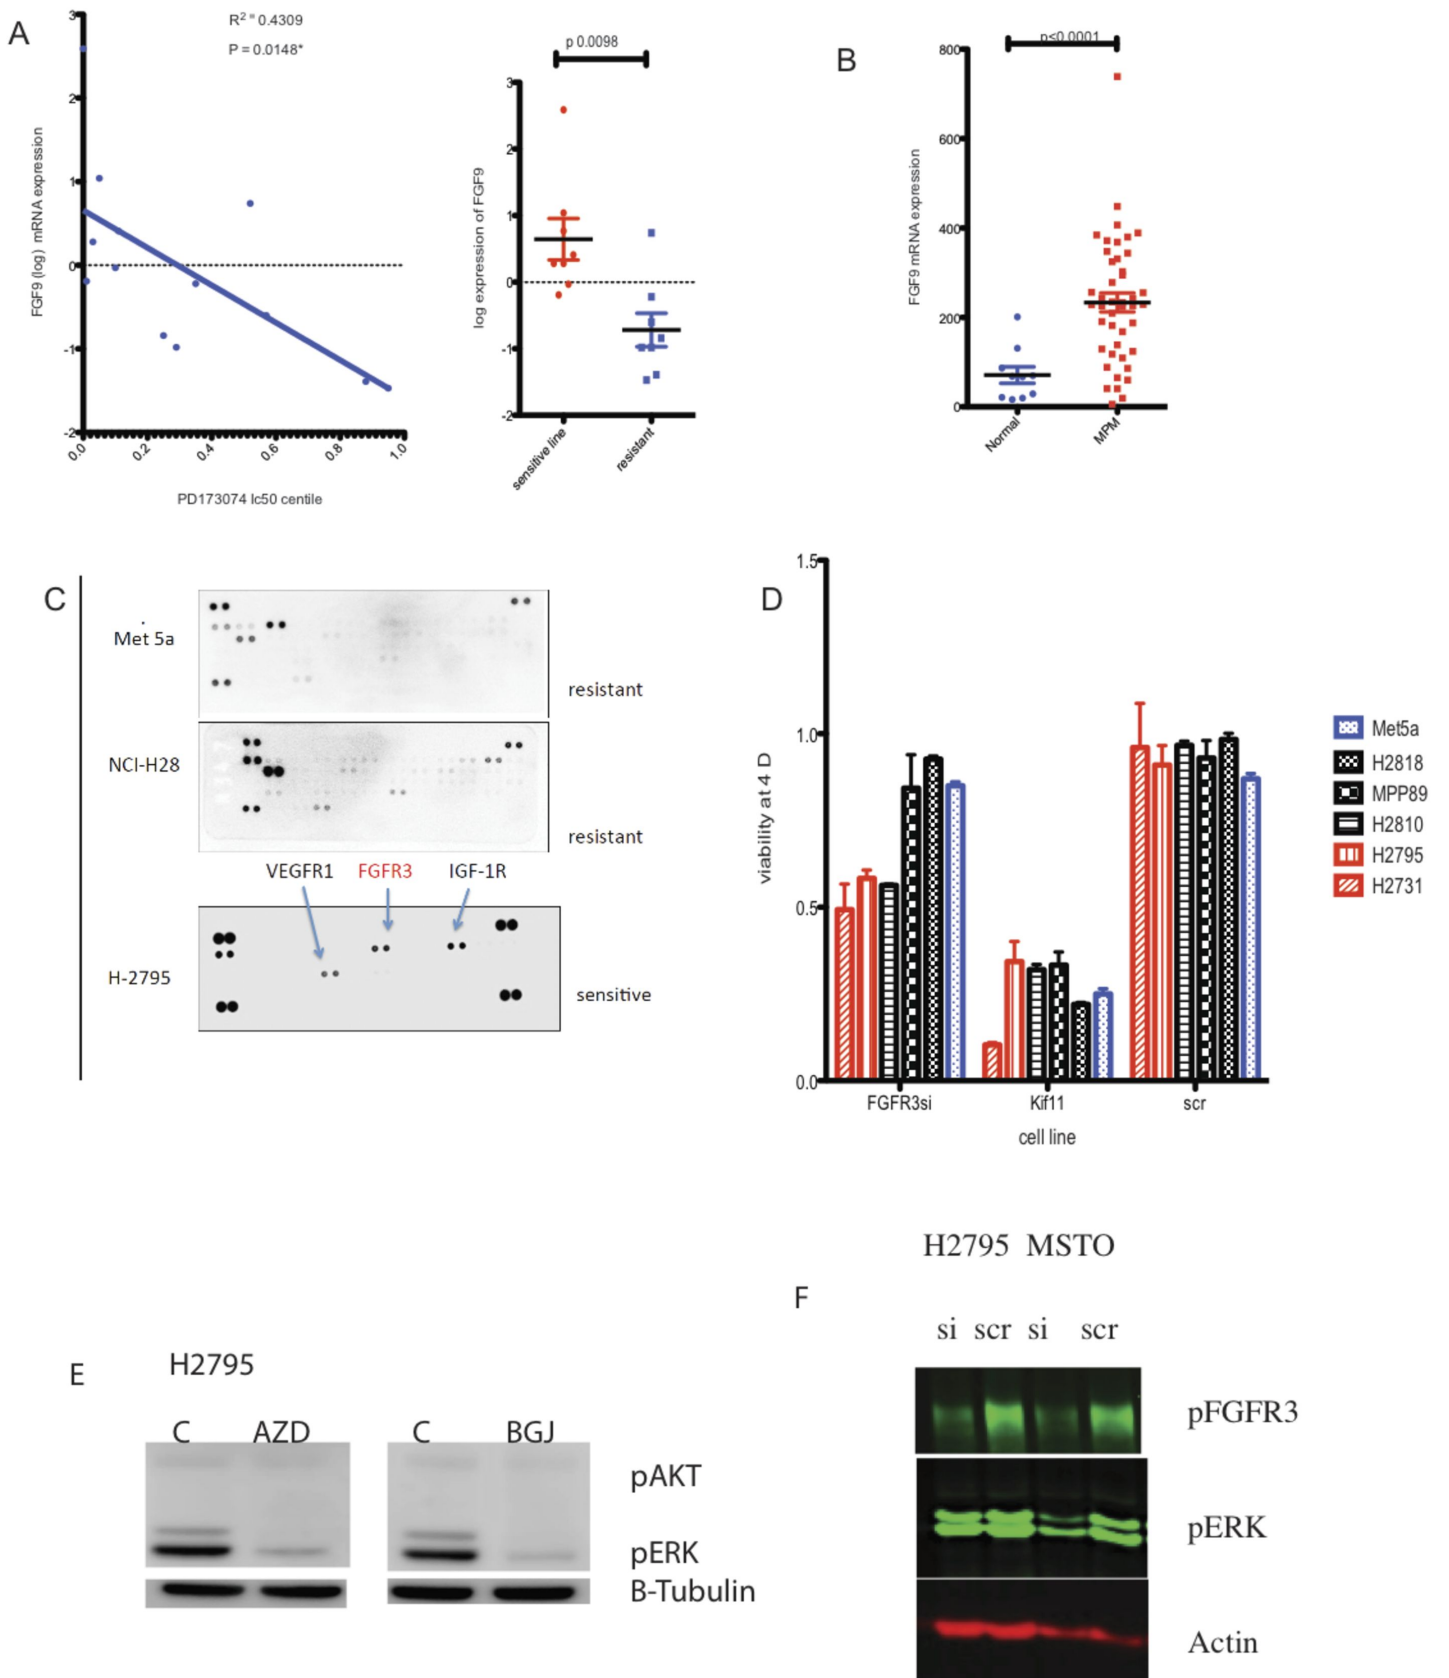 A
R² = 0.4309
P = 0.0148*
FGF9 (log) mRNA expression
3
2
1
0
-1
-2
0.0
0.2
0.4
0.6
0.8
1.0
PD173074 Ic50 centile
p 0.0098
log expression of FGF9
3
2
1
0
-1
-2
sensitive line
resistant
B
p<0.0001
FGF9 mRNA expression
800
600
400
200
0
Normal
MPM
C
Met 5a
resistant
NCI-H28
resistant
VEGFR1 FGFR3 IGF-1R
H-2795
sensitive
D
viability at 4 D
1.5
1.0
0.5
0.0
FGFR3si
Kif11
scr
cell line
Met5a
H2818
MPP89
H2810
H2795
H2731
E
H2795
C AZD C BGJ
pAKT
pERK
B-Tubulin
F
H2795 MSTO
si scr si scr
pFGFR3
pERK
Actin